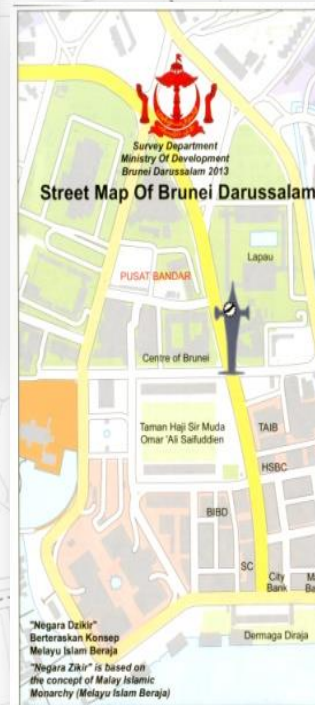 Survey Department
Ministry Of Development
Brunei Darussalam 2013
Street Map Of Brunei Darussalam
Lapau
PUSAT BANDAR
Centre of Brunei
Taman Haji Sir Muda
Omar 'Ali Saifuddien
TAIB
HSBC
BIBD
SC
City
Bank
"Negara Dzikir"
Berteraskan Konsep
Melayu Islam Beraja
Dermaga Diraja
"Negara Zikir" is based on
the concept of Malay Islamic
Monarchy (Melayu Islam Beraja)